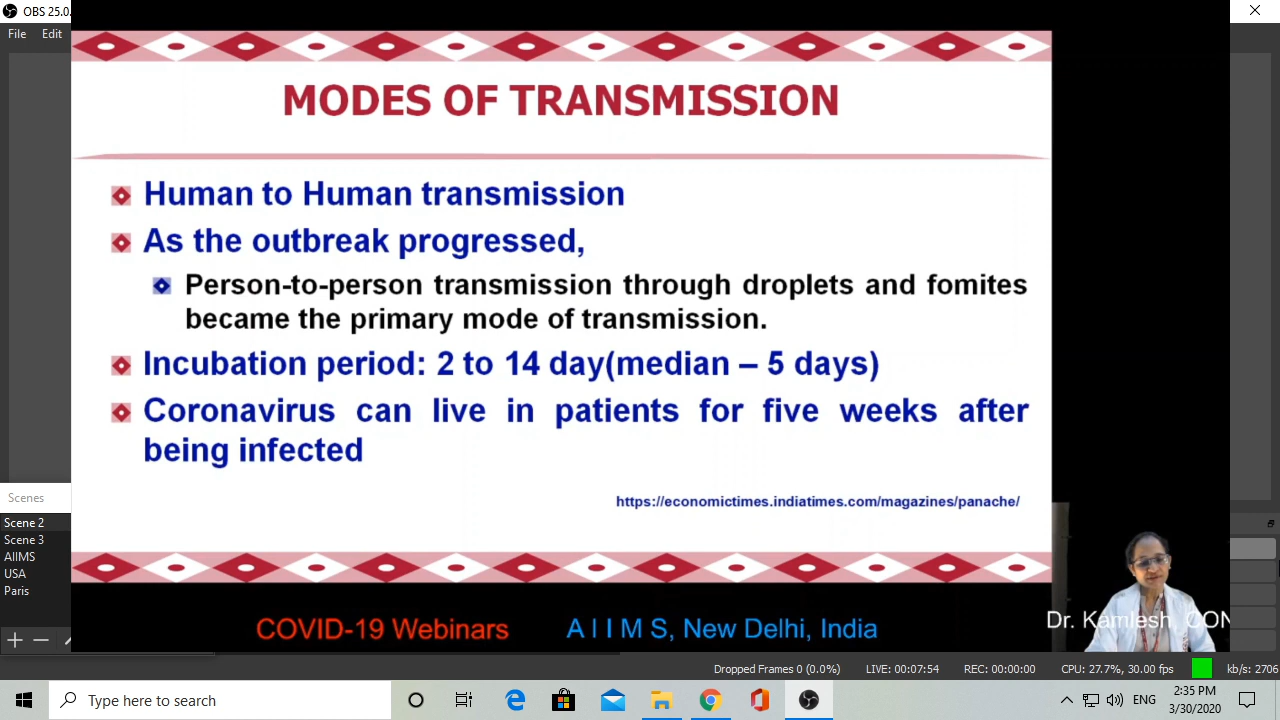 OBS 25.0.
File Edit
MODES OF TRANSMISSION
Human to Human transmission
As the outbreak progressed,
Person-to-person transmission through droplets and fomites
became the primary mode of transmission.
Incubation period: 2 to 14 day(median – 5 days)
Coronavirus can live in patients for five weeks after
being infected
https://economictimes.indiatimes.com/magazines/panache/
Scenes
Scene 2
Scene 3
AIIMS
USA
Paris
Dr. Kamlesh, CON
COVID-19 Webinars A I I M S, New Delhi, India
Dropped Frames 0 (0.0%) LIVE: 00:07:54 REC: 00:00:00 CPU: 27.7%, 30.00 fps kb/s: 2706
Type here to search
ENG
2:35 PM
3/30/2020